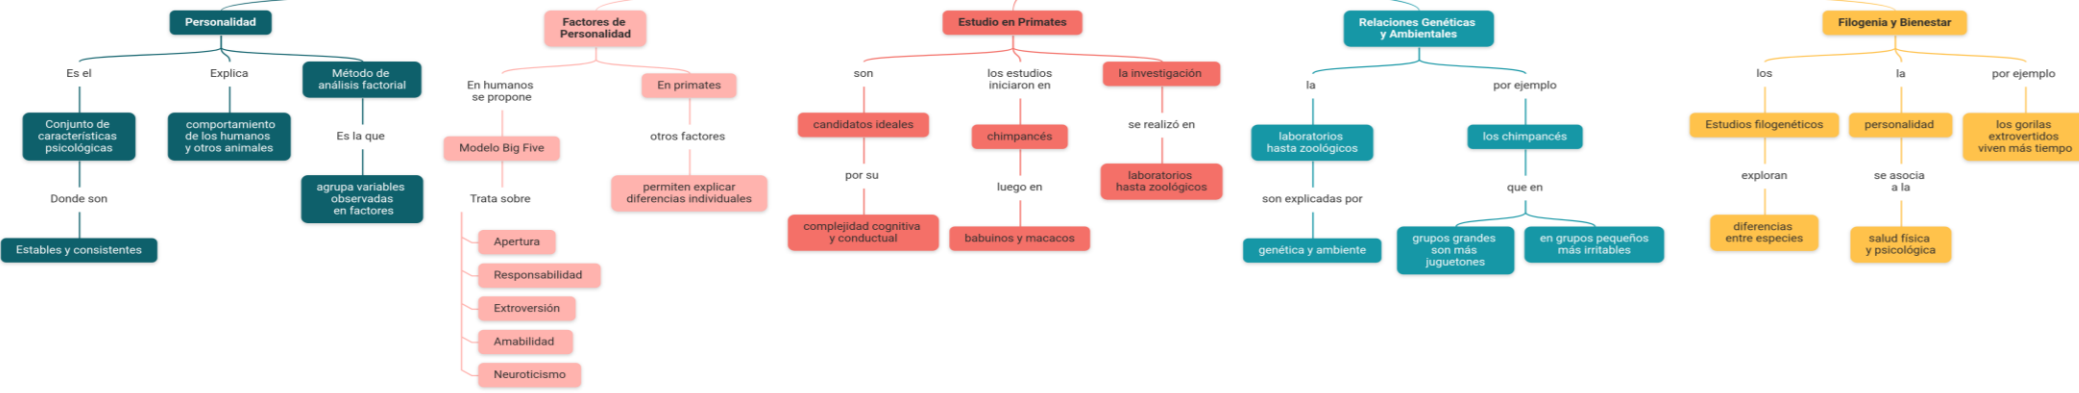 Personalidad
Es el
Conjunto de
características
psicológicas
Donde son
Estables y consistentes
Explica
comportamiento
de los humanos
y otros animales
Método de
análisis factorial
Es la que
agrupa variables
observadas
en factores
Factores de
Personalidad
En humanos
se propone
Modelo Big Five
Trata sobre
Apertura
Responsabilidad
Extroversión
Amabilidad
Neuroticismo
En primates
otros factores
permiten explicar
diferencias individuales
Estudio en Primates
son
candidatos ideales
por su
complejidad cognitiva
y conductual
los estudios
iniciaron en
chimpancés
luego en
babuinos y macacos
la investigación
se realizó en
laboratorios
hasta zoológicos
Relaciones Genéticas
y Ambientales
la
laboratorios
hasta zoológicos
son explicadas por
genética y ambiente
por ejemplo
los chimpancés
que en
grupos grandes
son más
juguetones
en grupos pequeños
más irritables
Filogenia y Bienestar
los
Estudios filogenéticos
exploran
diferencias
entre especies
la
personalidad
se asocia
a la
salud física
y psicológica
por ejemplo
los gorilas
extrovertidos
viven más tiempo